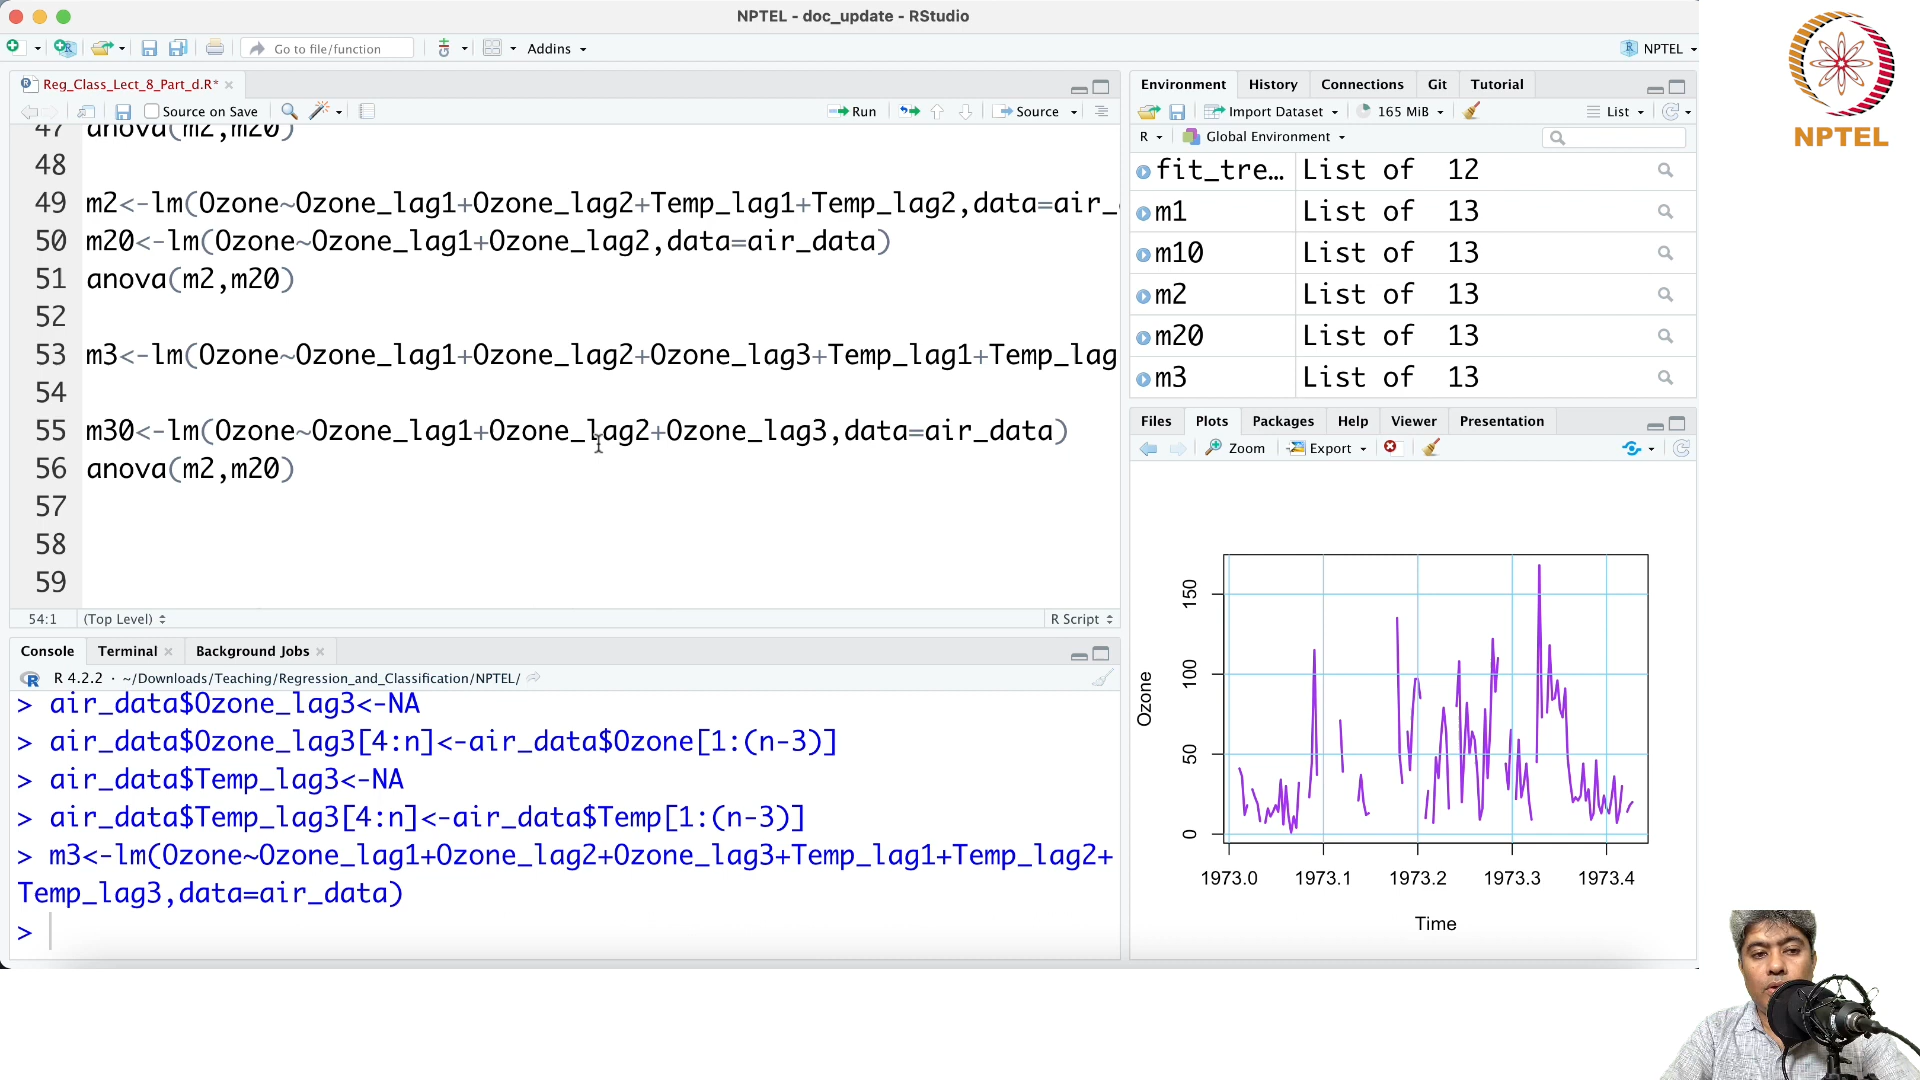 NPTEL - doc_update - RStudio
Go to file/function
Addins
NPTEL
Reg_Class_Lect_8_Part_d.R*
Source on Save
Run
Source
47 anova(m2,m20)
48
49 m2<-lm(Ozone~Ozone_lag1+Ozone_lag2+Temp_lag1+Temp_lag2,data=air_
50 m20<-lm(Ozone~Ozone_lag1+Ozone_lag2,data=air_data)
51 anova(m2,m20)
52
53 m3<-lm(Ozone~Ozone_lag1+Ozone_lag2+Ozone_lag3+Temp_lag1+Temp_lag
54
55 m30<-lm(Ozone~Ozone_lag1+Ozone_lag2+Ozone_lag3,data=air_data)
56 anova(m2,m20)
57
58
59
54:1 (Top Level) R Script
Console Terminal Background Jobs
R 4.2.2 · ~/Downloads/Teaching/Regression_and_Classification/NPTEL/
> air_data$Ozone_lag3<-NA
> air_data$Ozone_lag3[4:n]<-air_data$Ozone[1:(n-3)]
> air_data$Temp_lag3<-NA
> air_data$Temp_lag3[4:n]<-air_data$Temp[1:(n-3)]
> m3<-lm(Ozone~Ozone_lag1+Ozone_lag2+Ozone_lag3+Temp_lag1+Temp_lag2+
Temp_lag3,data=air_data)
>
Environment History Connections Git Tutorial
Import Dataset 165 MiB List
R Global Environment
fit_tre... List of 12
m1 List of 13
m10 List of 13
m2 List of 13
m20 List of 13
m3 List of 13
Files Plots Packages Help Viewer Presentation
Zoom Export
Ozone
150
100
50
0
1973.0 1973.1 1973.2 1973.3 1973.4
Time
NPTEL